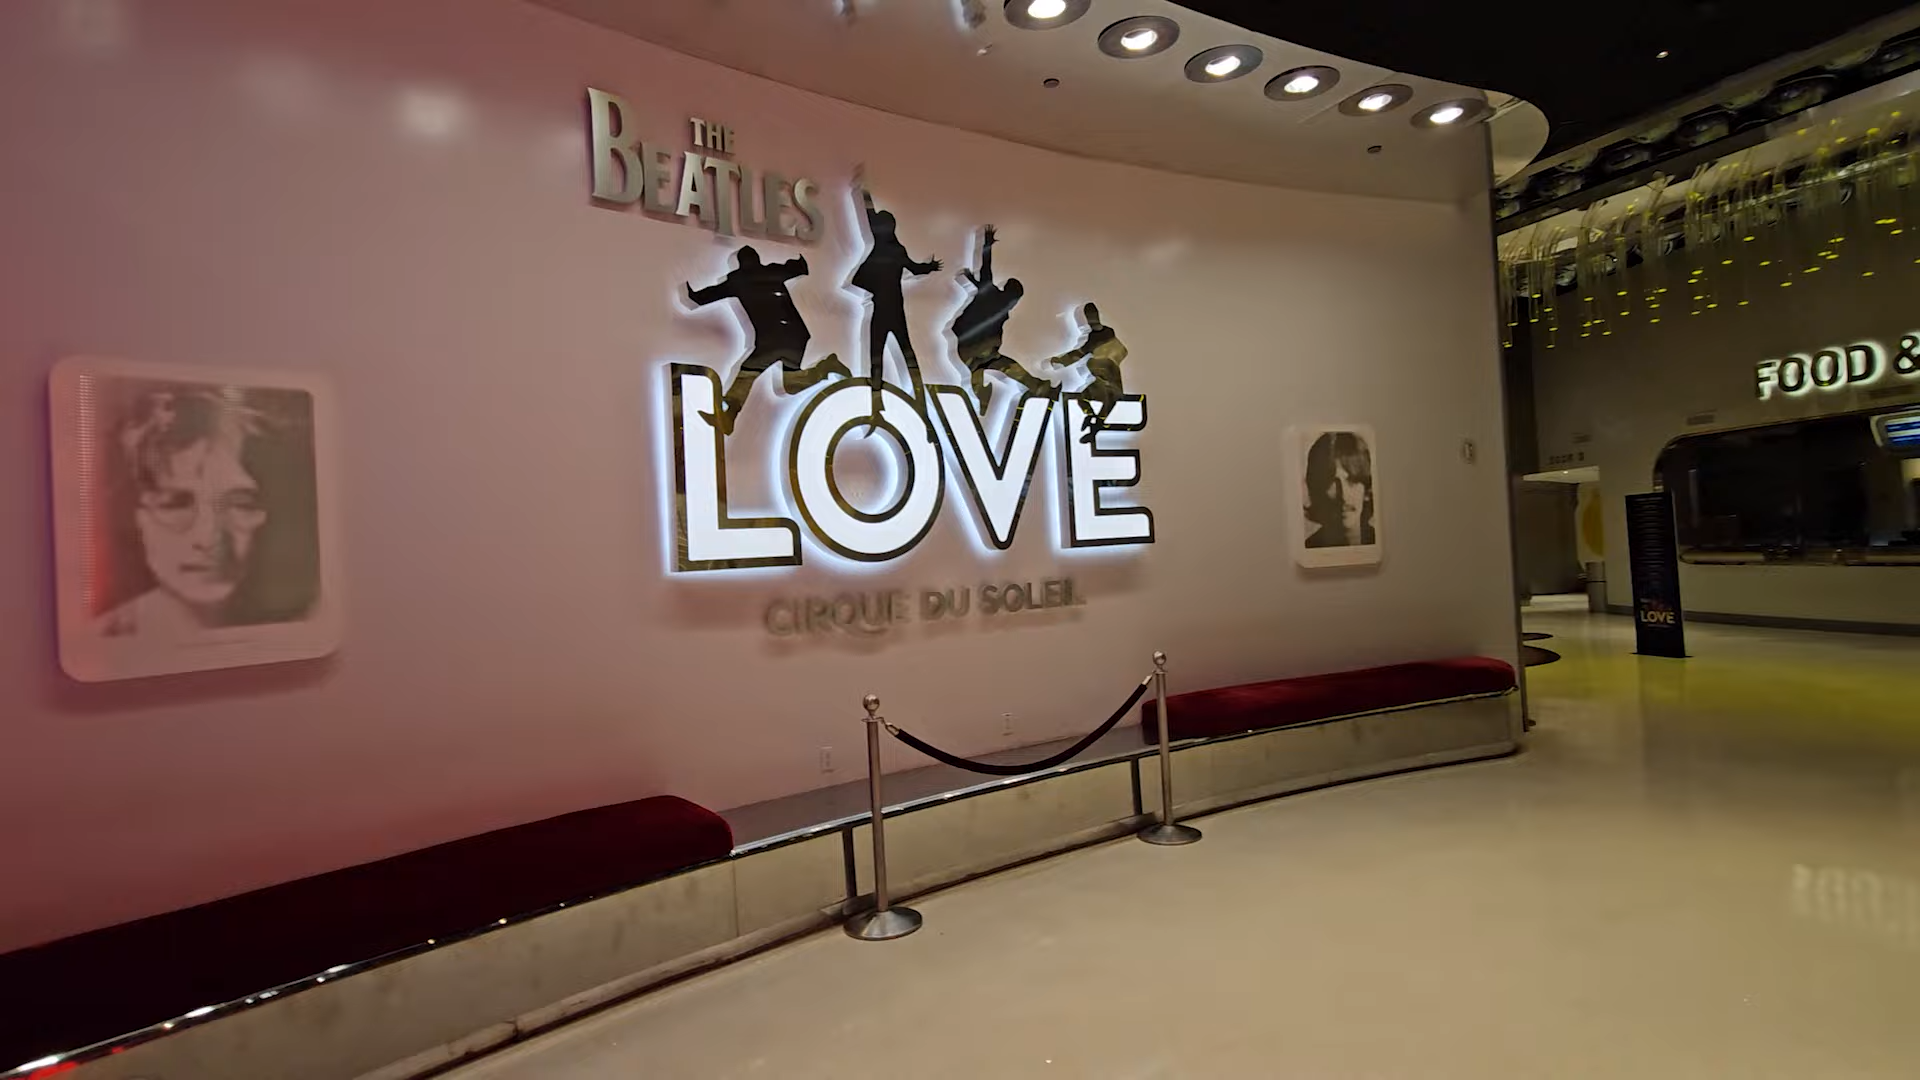 THE
BEATLES
LOVE
CIRQUE DU SOLEIL
FOOD &
LOVE